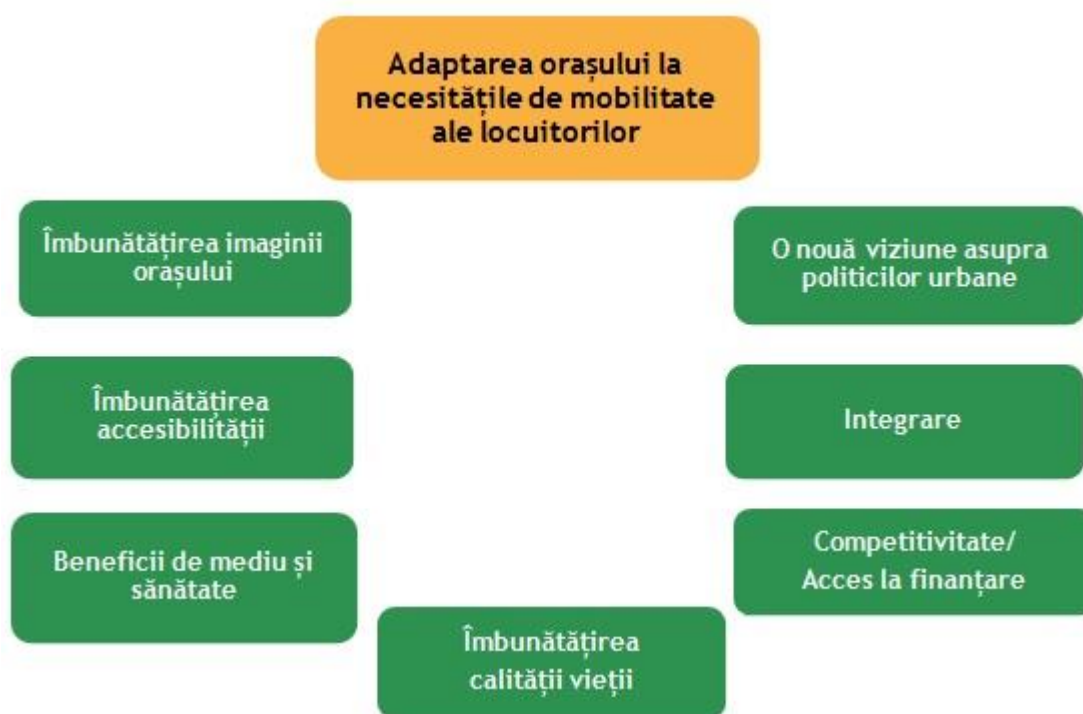 Adaptarea orașului la
necesitățile de mobilitate
ale locuitorilor
Îmbunătățirea imaginii
orașului
O nouă viziune asupra
politicilor urbane
Îmbunătățirea
accesibilității
Integrare
Beneficii de mediu și
sănătate
Competitivitate/
Acces la finanțare
Îmbunătățirea
calității vieții